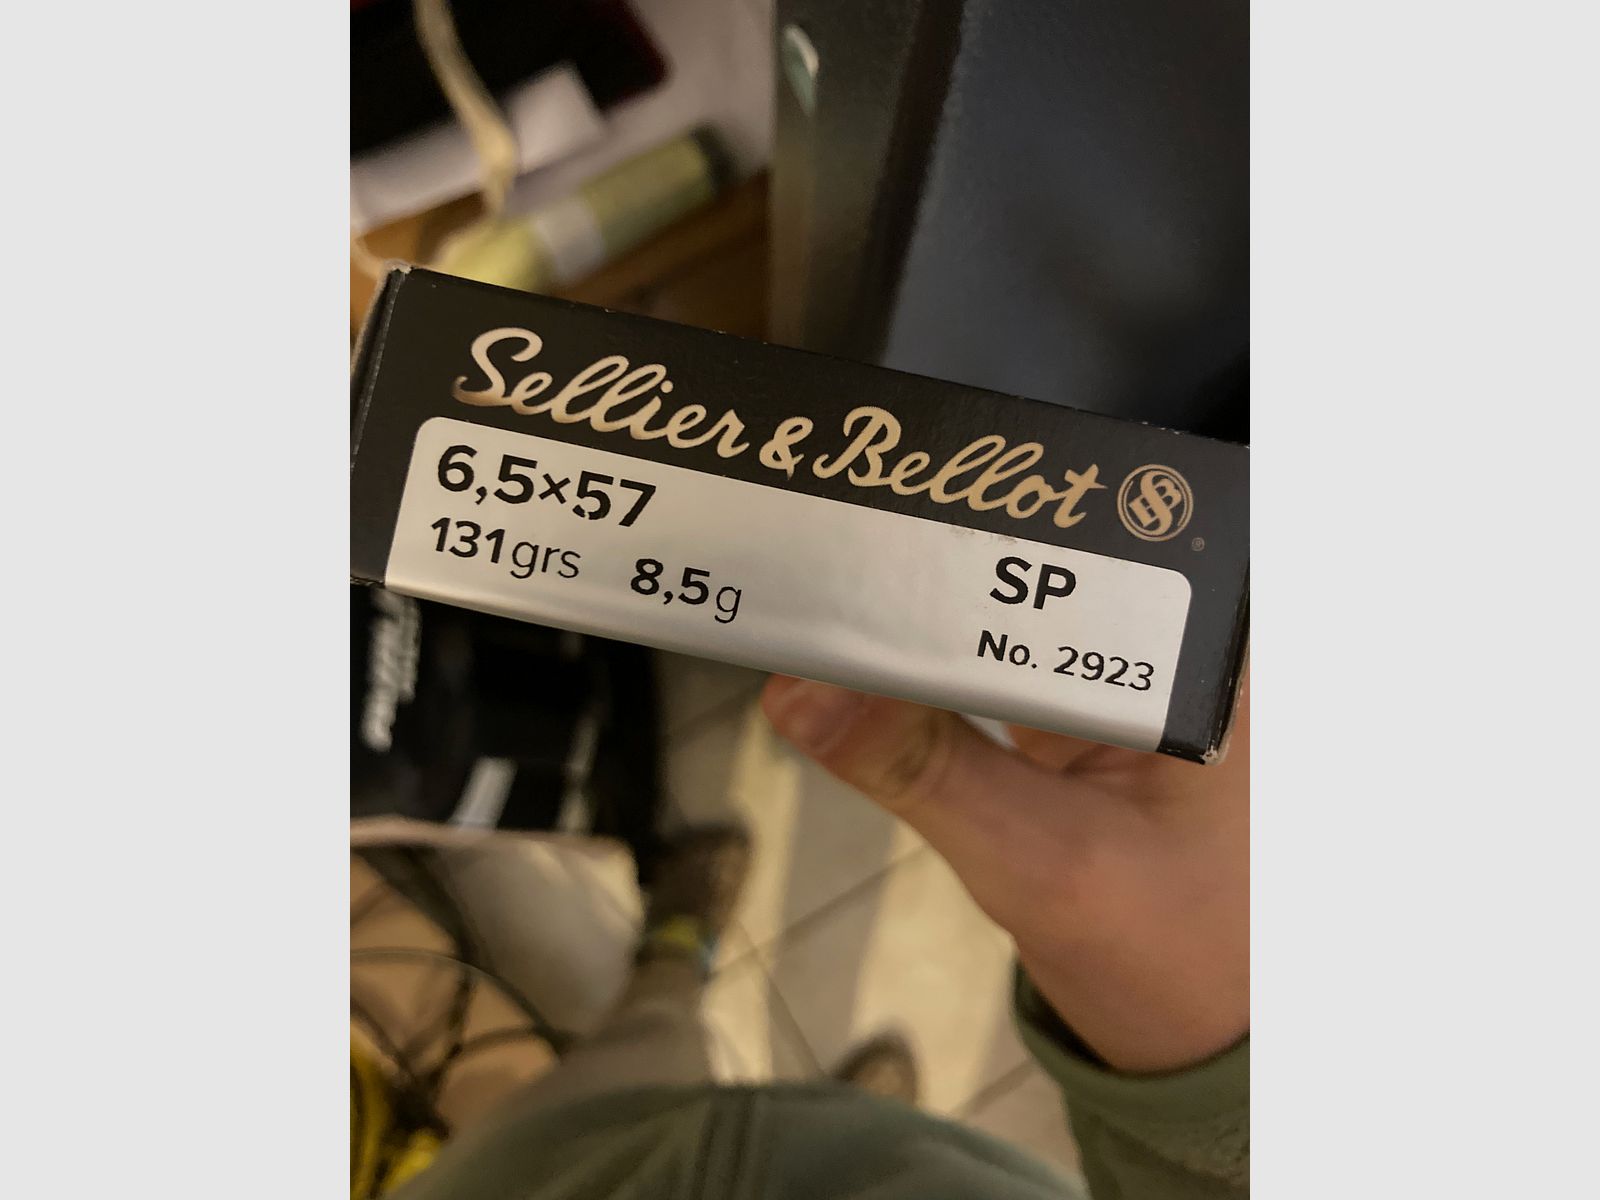 Sellier & Bellot
6,5×57
131grs 8,5g
SP
No. 2923